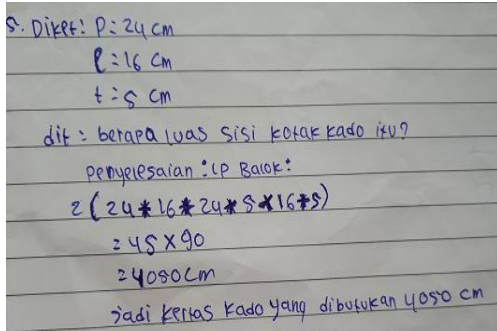 5. Diket: P = 24 cm
l = 16 cm
t = 5 cm
dit = berapa luas sisi kotak kado itu?
Penyelesaian : LP Balok :
2 (24 * 16 * 24 * 5 * 16 * 5)
= 45 x 90
= 4050 cm
Jadi kertas kado yang dibutukan 4050 cm